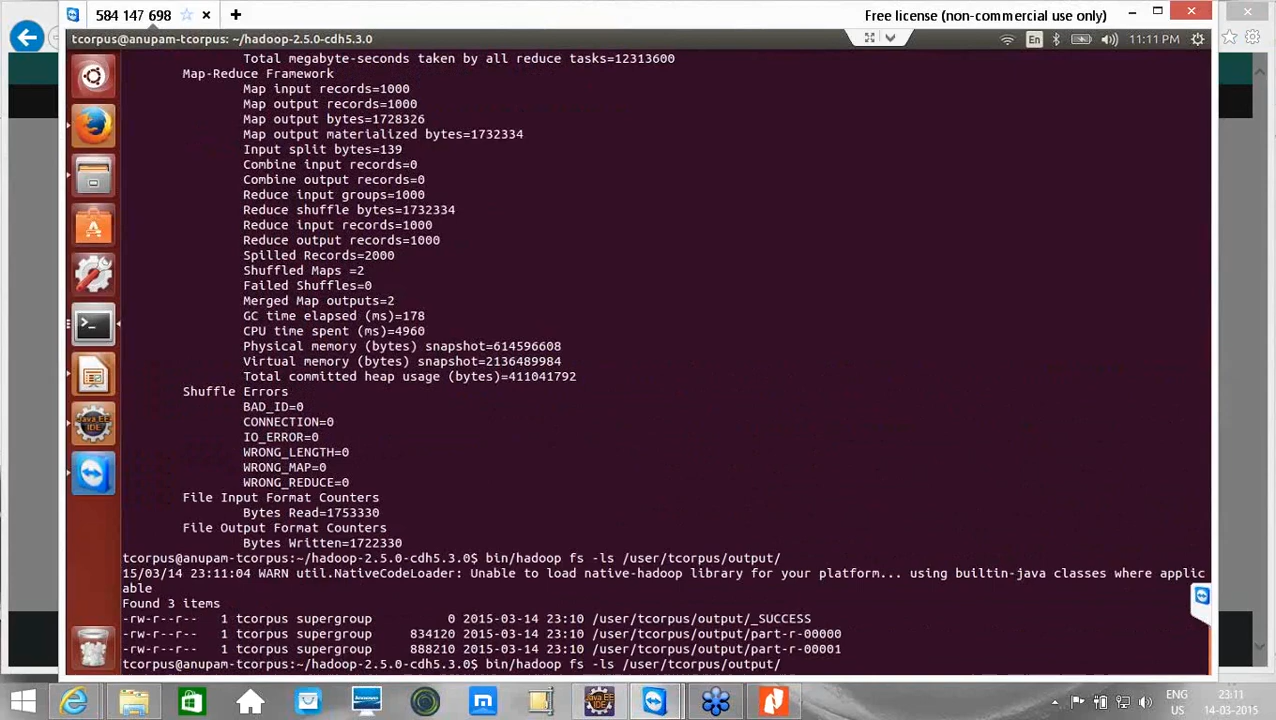 584 147 698
Free license (non-commercial use only)
tcorpus@anupam-tcorpus: ~/hadoop-2.5.0-cdh5.3.0
En
11:11 PM
Total megabyte-seconds taken by all reduce tasks=12313600
Map-Reduce Framework
Map input records=1000
Map output records=1000
Map output bytes=1728326
Map output materialized bytes=1732334
Input split bytes=139
Combine input records=0
Combine output records=0
Reduce input groups=1000
Reduce shuffle bytes=1732334
Reduce input records=1000
Reduce output records=1000
Spilled Records=2000
Shuffled Maps =2
Failed Shuffles=0
Merged Map outputs=2
GC time elapsed (ms)=178
CPU time spent (ms)=4960
Physical memory (bytes) snapshot=614596608
Virtual memory (bytes) snapshot=2136489984
Total committed heap usage (bytes)=411041792
Shuffle Errors
BAD_ID=0
CONNECTION=0
IO_ERROR=0
WRONG_LENGTH=0
WRONG_MAP=0
WRONG_REDUCE=0
File Input Format Counters
Bytes Read=1753330
File Output Format Counters
Bytes Written=1722330
tcorpus@anupam-tcorpus:~/hadoop-2.5.0-cdh5.3.0$ bin/hadoop fs -ls /user/tcorpus/output/
15/03/14 23:11:04 WARN util.NativeCodeLoader: Unable to load native-hadoop library for your platform... using builtin-java classes where applic
able
Found 3 items
-rw-r--r-- 1 tcorpus supergroup 0 2015-03-14 23:10 /user/tcorpus/output/_SUCCESS
-rw-r--r-- 1 tcorpus supergroup 834120 2015-03-14 23:10 /user/tcorpus/output/part-r-00000
-rw-r--r-- 1 tcorpus supergroup 888210 2015-03-14 23:10 /user/tcorpus/output/part-r-00001
tcorpus@anupam-tcorpus:~/hadoop-2.5.0-cdh5.3.0$ bin/hadoop fs -ls /user/tcorpus/output/
Java EE
IDE
ENG
US
23:11
14-03-2015